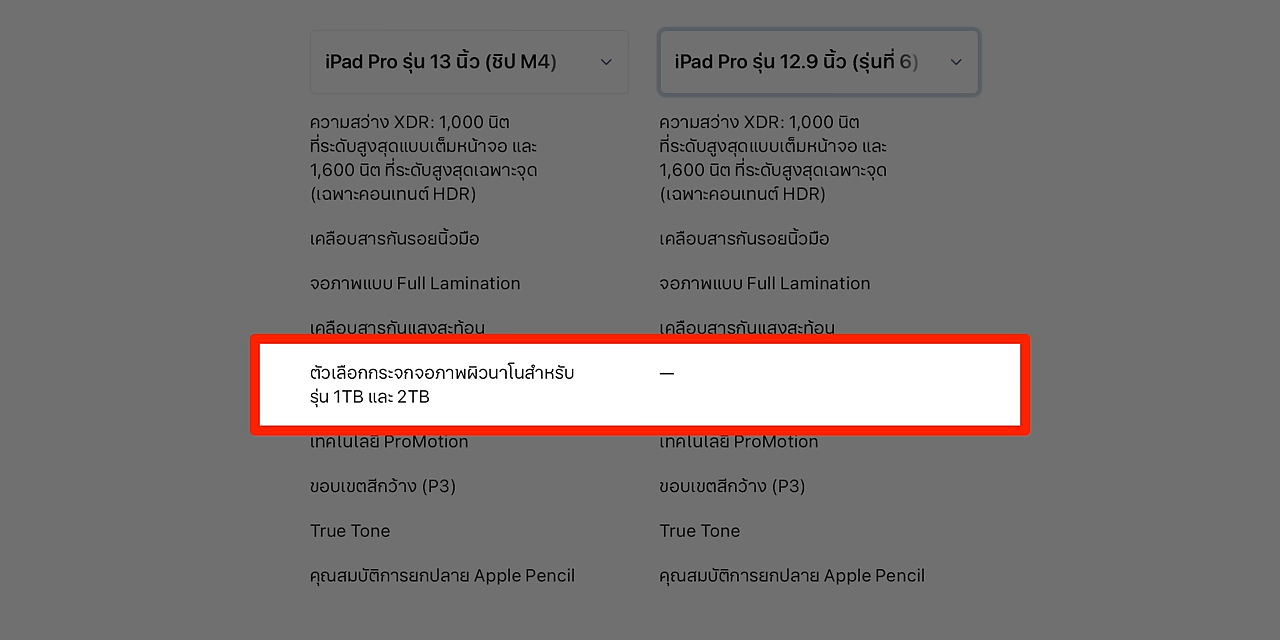 iPad Pro รุ่น 13 นิ้ว (ชิป M4)
ความสว่าง XDR: 1,000 นิต
ที่ระดับสูงสุดแบบเต็มหน้าจอ และ
1,600 นิต ที่ระดับสูงสุดเฉพาะจุด
(เฉพาะคอนเทนต์ HDR)
เคลือบสารกันรอยนิ้วมือ
จอภาพแบบ Full Lamination
เคลือบสารกันแสงสะท้อน
ตัวเลือกกระจกจอภาพผิวนาโนสำหรับ
รุ่น 1TB และ 2TB
เทคโนโลยี ProMotion
ขอบเขตสีกว้าง (P3)
True Tone
คุณสมบัติการยกปลาย Apple Pencil
iPad Pro รุ่น 12.9 นิ้ว (รุ่นที่ 6)
ความสว่าง XDR: 1,000 นิต
ที่ระดับสูงสุดแบบเต็มหน้าจอ และ
1,600 นิต ที่ระดับสูงสุดเฉพาะจุด
(เฉพาะคอนเทนต์ HDR)
เคลือบสารกันรอยนิ้วมือ
จอภาพแบบ Full Lamination
เคลือบสารกันแสงสะท้อน
—
เทคโนโลยี ProMotion
ขอบเขตสีกว้าง (P3)
True Tone
คุณสมบัติการยกปลาย Apple Pencil